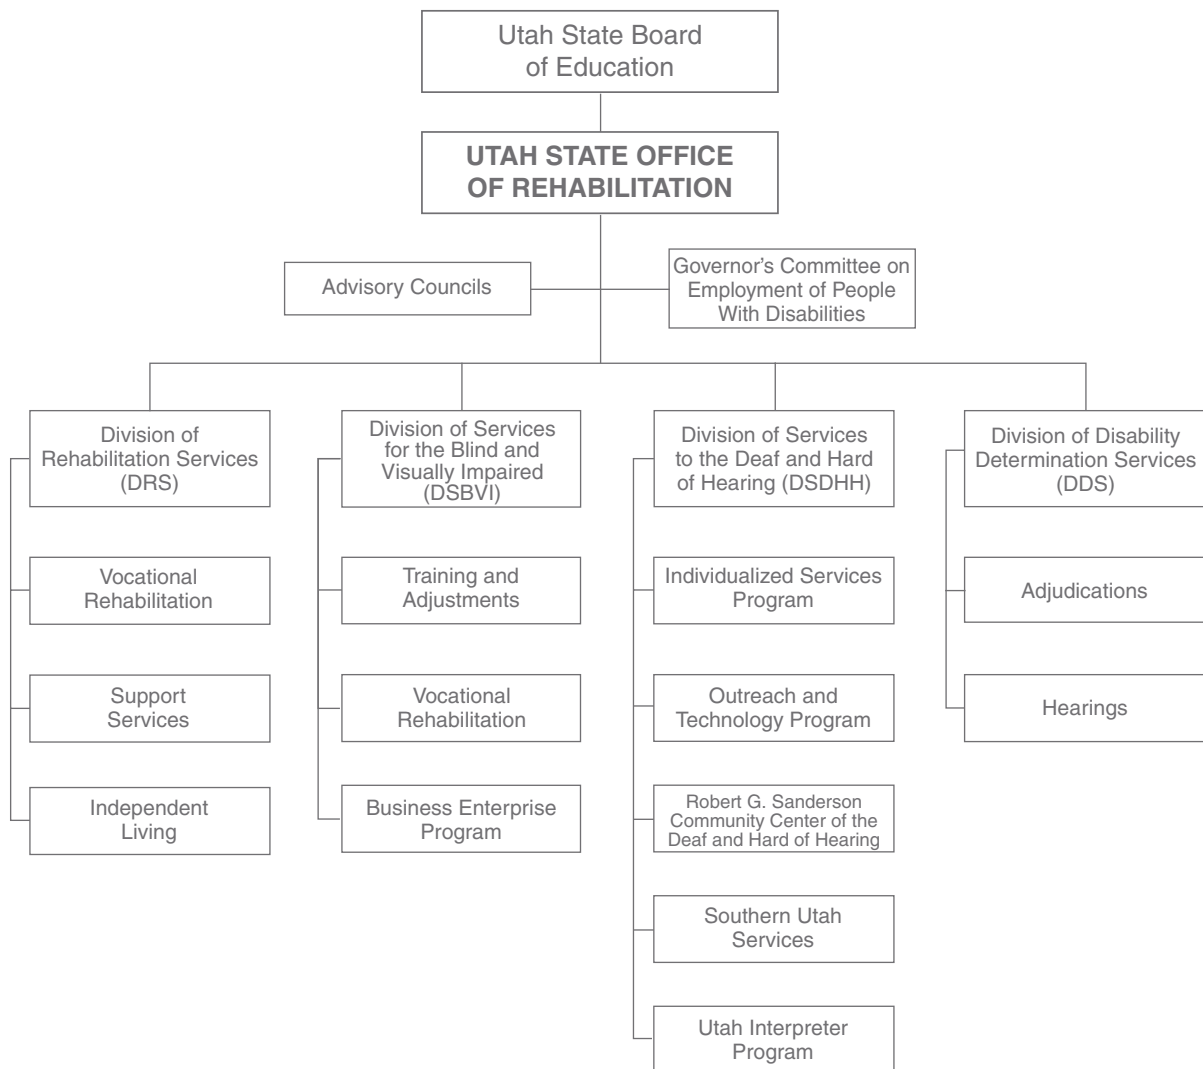 Utah State Board
of Education
UTAH STATE OFFICE
OF REHABILITATION
Advisory Councils
Governor’s Committee on
Employment of People
With Disabilities
Division of
Rehabilitation Services
(DRS)
Vocational
Rehabilitation
Support
Services
Independent
Living
Division of Services
for the Blind and
Visually Impaired
(DSBVI)
Training and
Adjustments
Vocational
Rehabilitation
Business Enterprise
Program
Division of Services
to the Deaf and Hard
of Hearing (DSDHH)
Individualized Services
Program
Outreach and
Technology Program
Robert G. Sanderson
Community Center of the
Deaf and Hard of Hearing
Southern Utah
Services
Utah Interpreter
Program
Division of Disability
Determination Services
(DDS)
Adjudications
Hearings